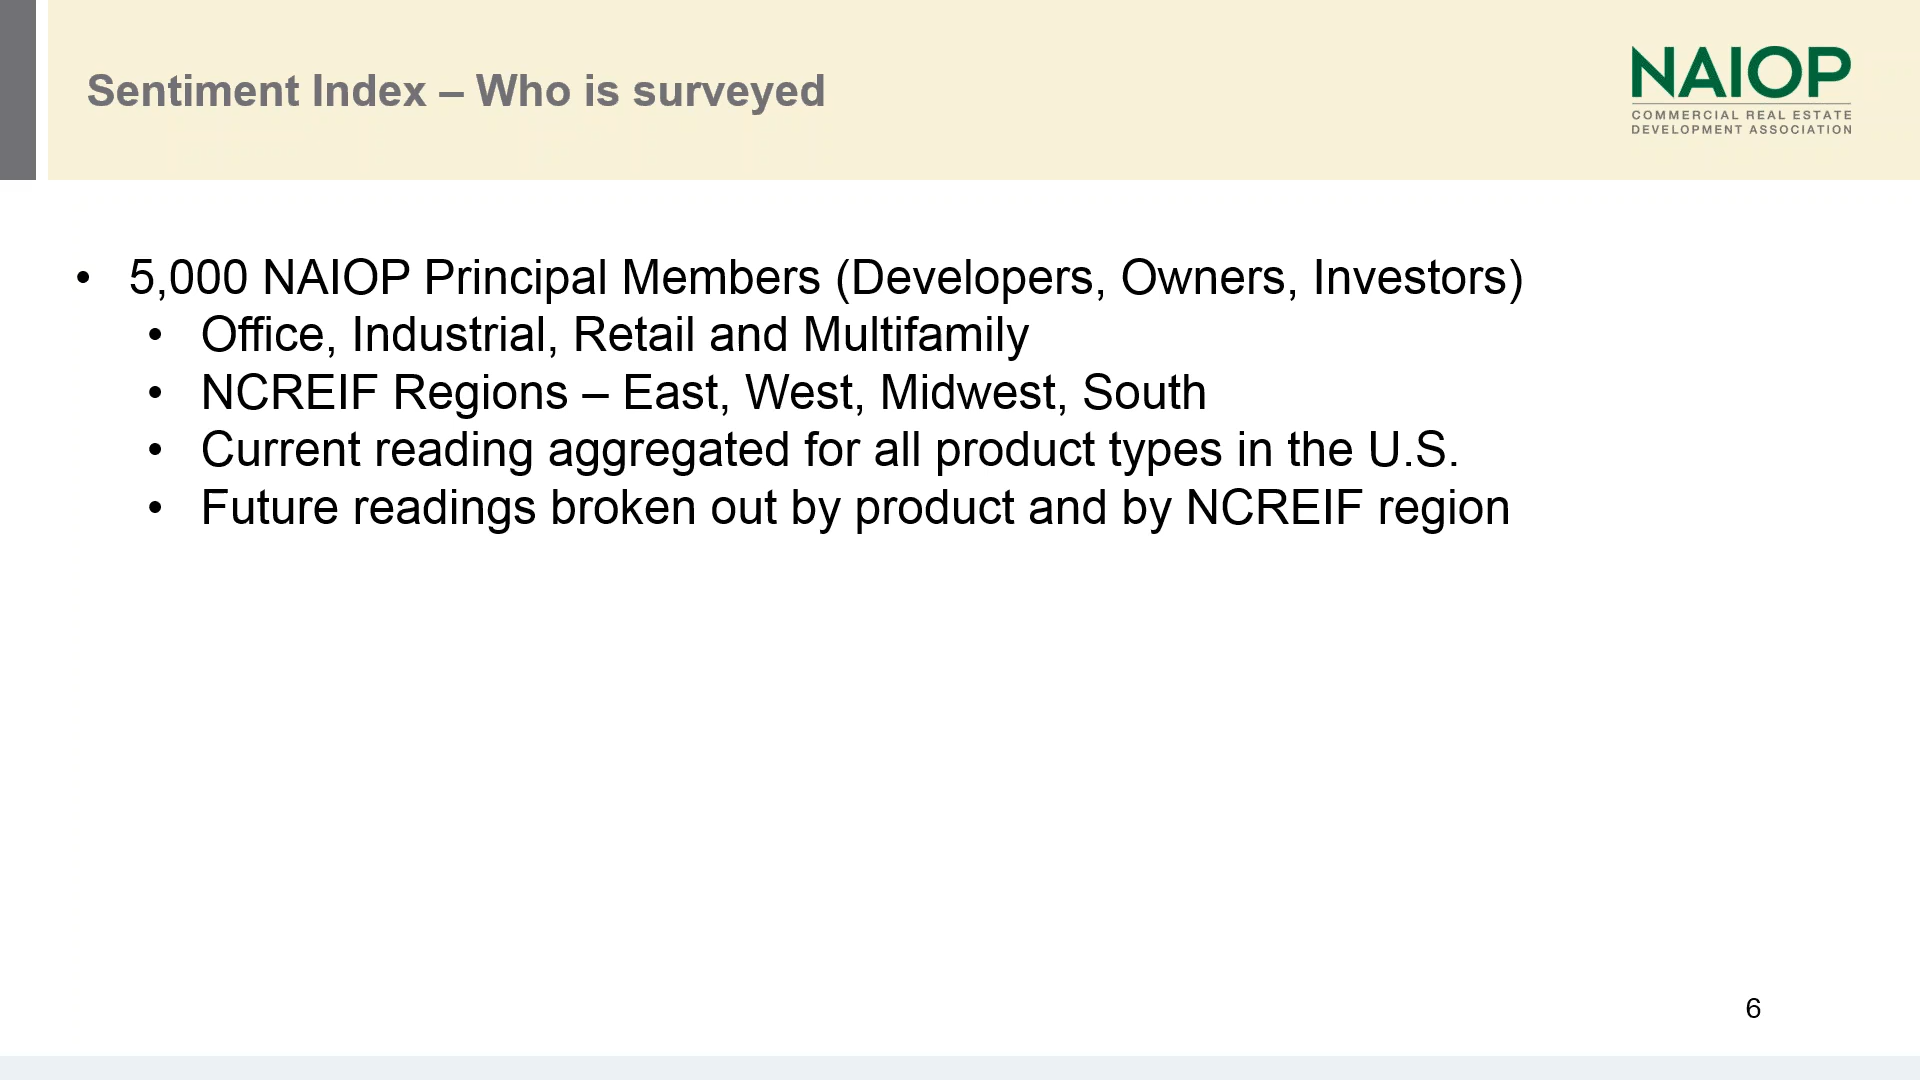 Sentiment Index – Who is surveyed
NAIOP
COMMERCIAL REAL ESTATE
DEVELOPMENT ASSOCIATION
• 5,000 NAIOP Principal Members (Developers, Owners, Investors)
• Office, Industrial, Retail and Multifamily
• NCREIF Regions – East, West, Midwest, South
• Current reading aggregated for all product types in the U.S.
• Future readings broken out by product and by NCREIF region
6